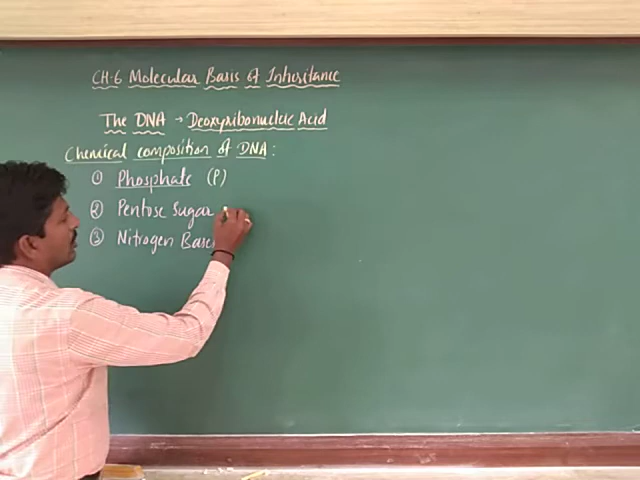 CH-6 Molecular Basis of Inheritance
The DNA → Deoxyribonucleic Acid
Chemical composition of DNA :
① Phosphate (P)
② Pentose Sugar
③ Nitrogen Base